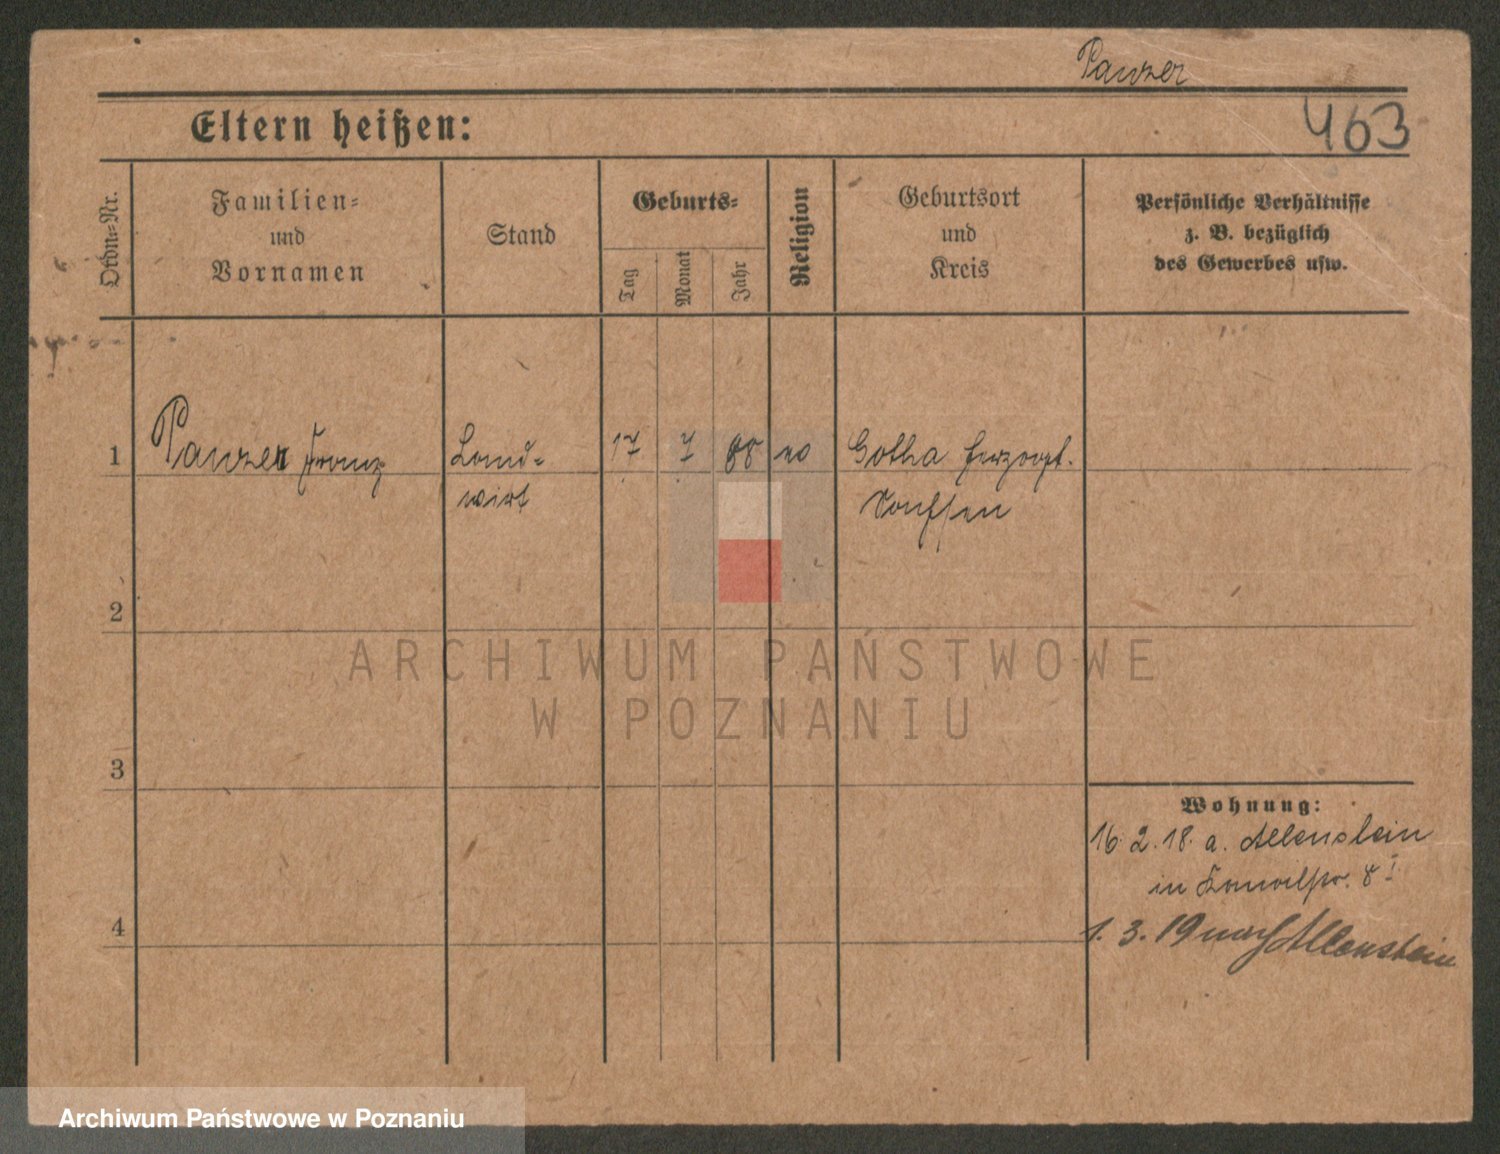 Panzer
463
Eltern heißen:
Ordn.=Nr.
Familien=
und
Vornamen
Stand
Geburts=
Tag
Monat
Jahr
Religion
Geburtsort
und
Kreis
Persönliche Verhältnisse
z. B. bezüglich
des Gewerbes usw.
1
Panzer Franz
Land=
wirt
17
7
88
Gotha Herzogt.
2
3
4
Wohnung:
16. 2. 18. a. Allenstein
in 8 I.
1. 3. 19 nach Allenstein
ARCHIWUM PAŃSTWOWE
W POZNANIU
Archiwum Państwowe w Poznaniu